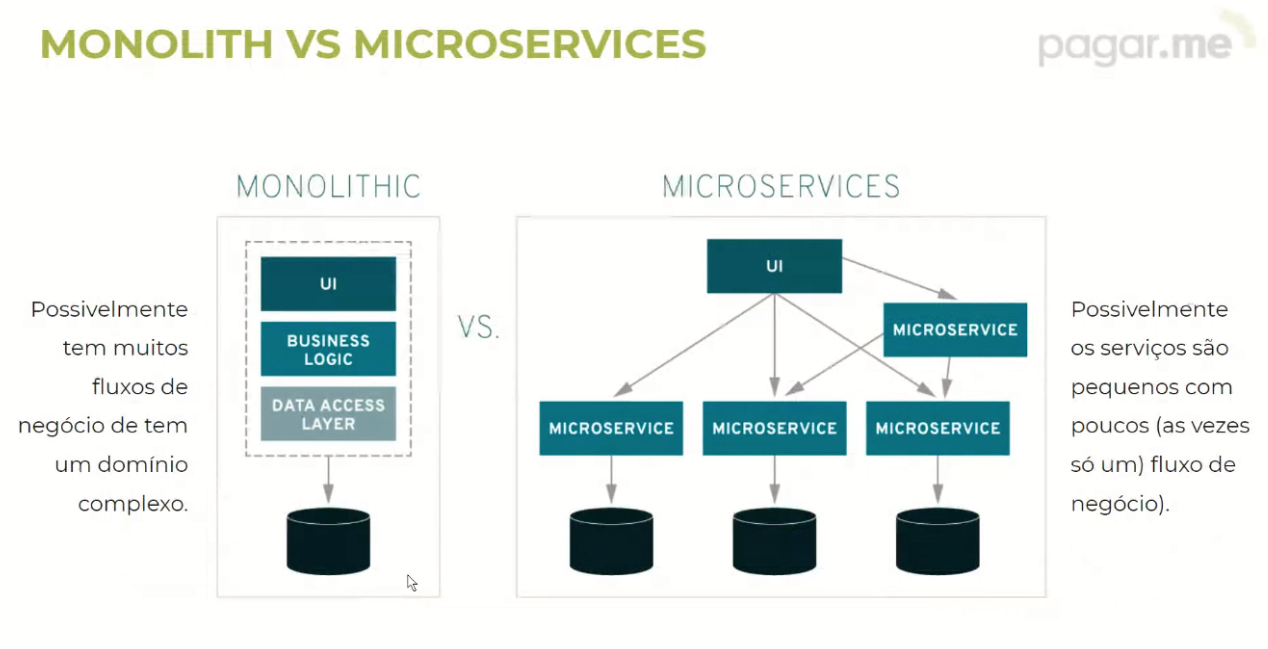 MONOLITH VS MICROSERVICES
pagar.me
MONOLITHIC
MICROSERVICES
Possivelmente
tem muitos
fluxos de
negócio de tem
um domínio
complexo.
UI
BUSINESS
LOGIC
DATA ACCESS
LAYER
VS.
UI
MICROSERVICE
MICROSERVICE
MICROSERVICE
MICROSERVICE
Possivelmente
os serviços são
pequenos com
poucos (as vezes
só um) fluxo de
negócio).